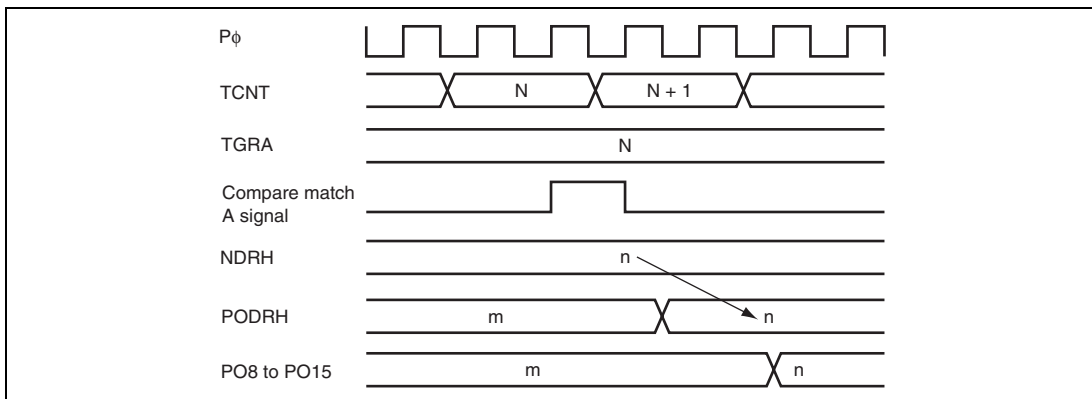 Pϕ
TCNT N N + 1
TGRA N
Compare match
A signal
NDRH n
PODRH m n
PO8 to PO15 m n